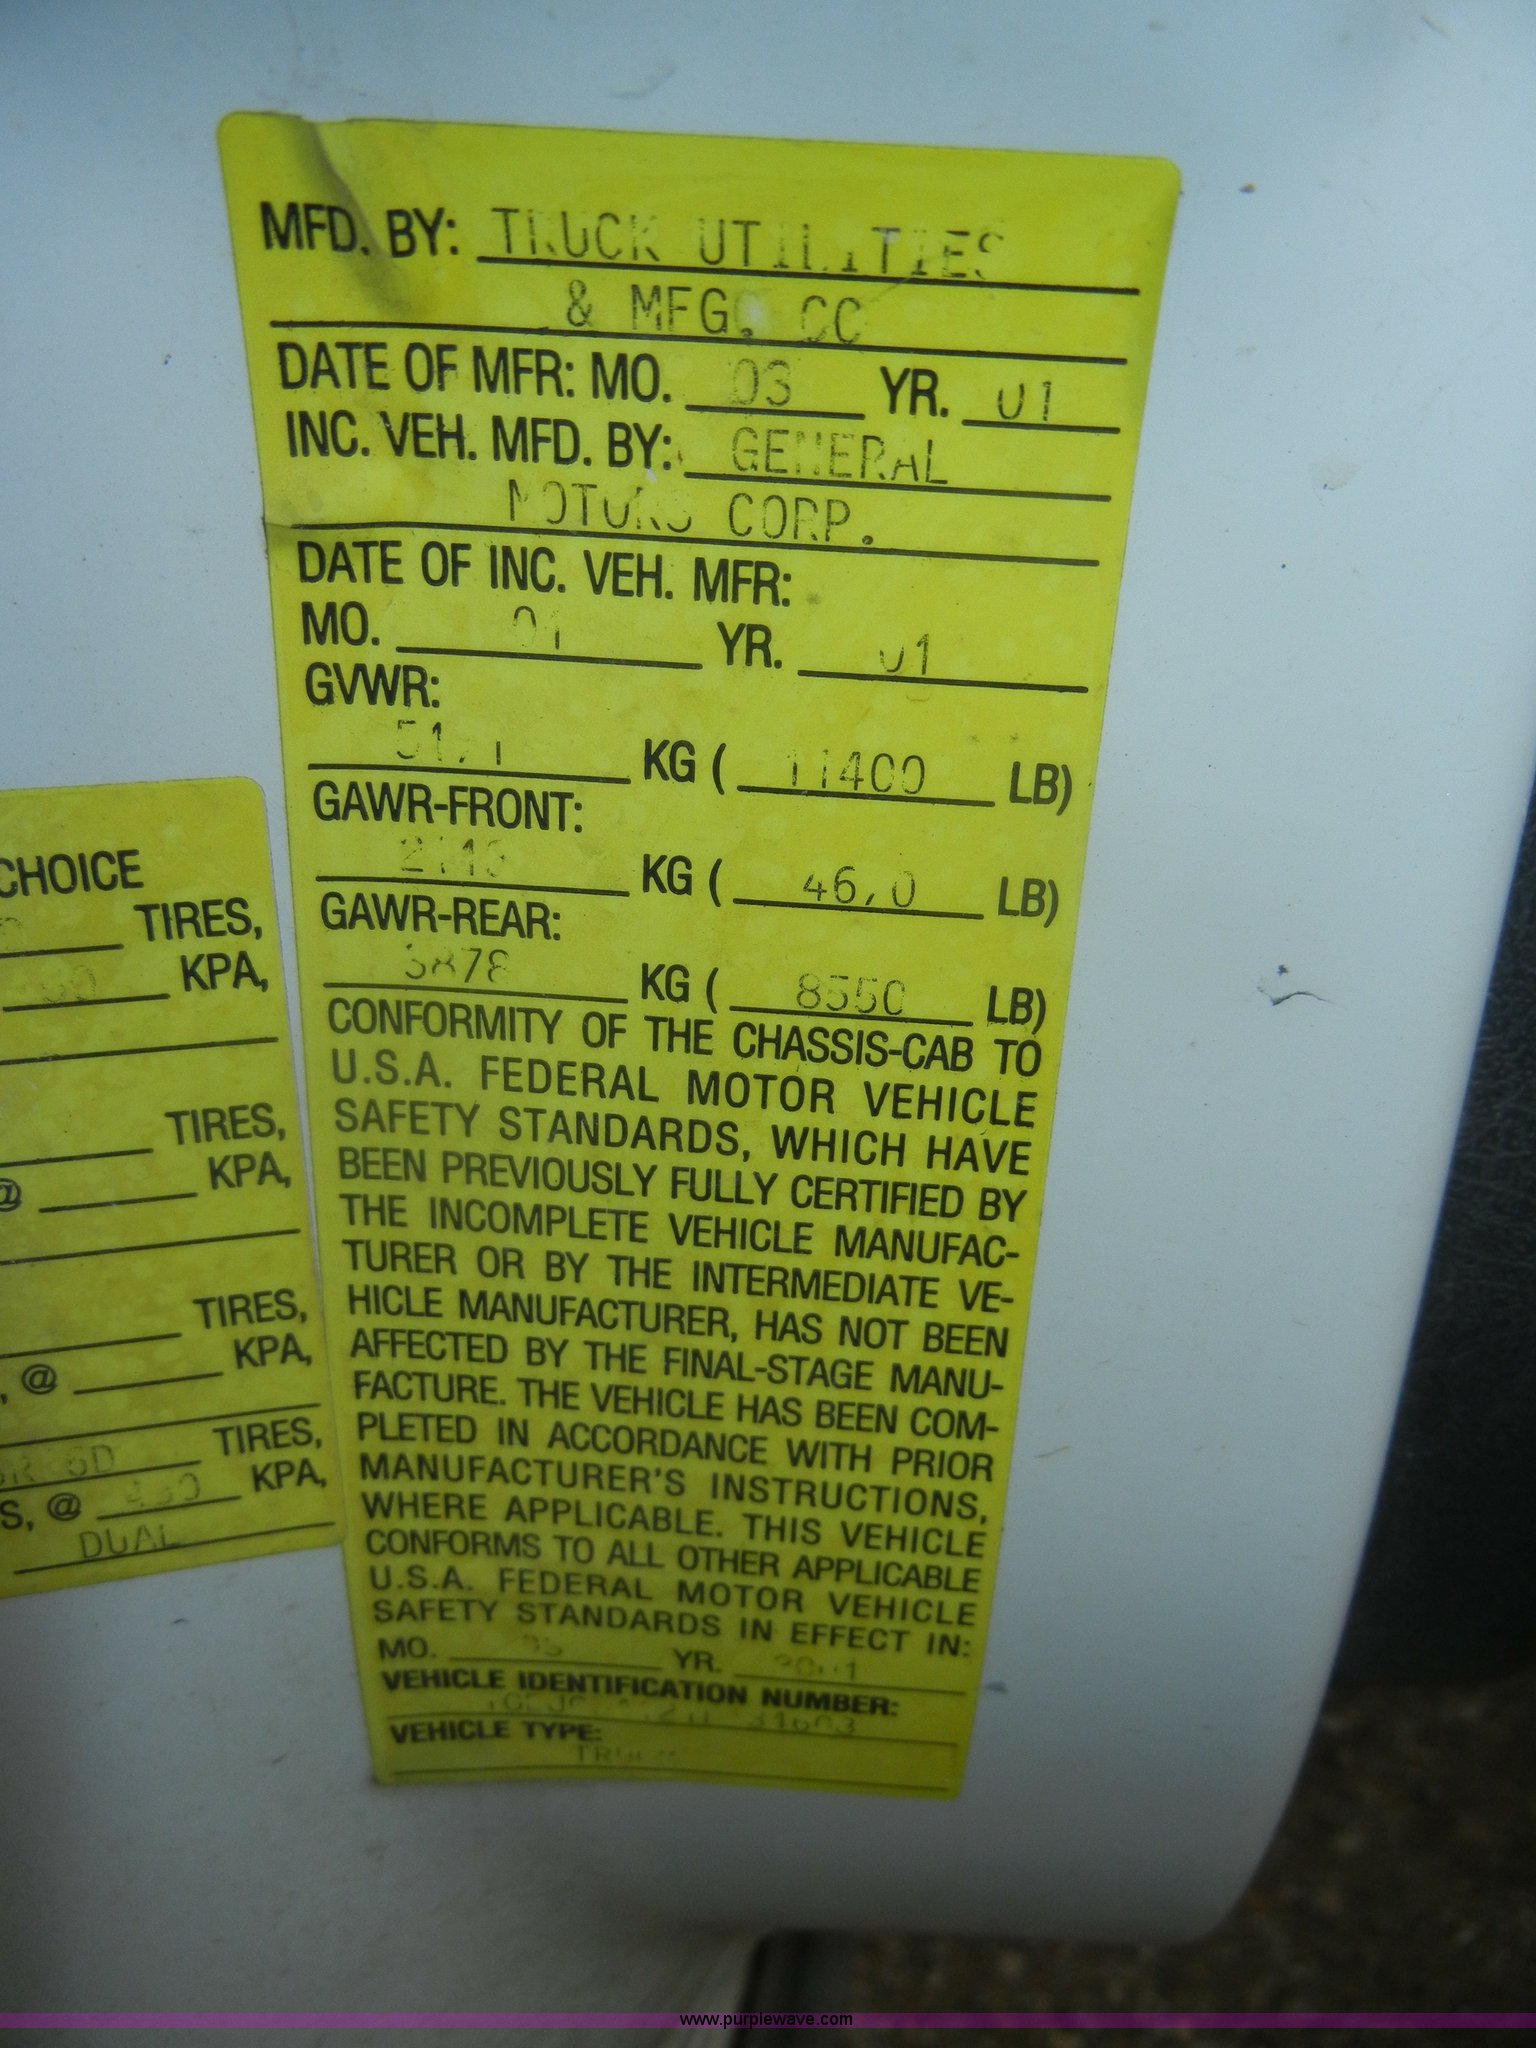 MFD. BY: TRUCK UTILITIES
& MFG. CO
DATE OF MFR: MO. 03 YR. 01
INC. VEH. MFD. BY: GENERAL
MOTORS CORP.
DATE OF INC. VEH. MFR:
MO. 01 YR. 01
GVWR:
5171 KG ( 11400 LB)
GAWR-FRONT:
KG ( LB)
GAWR-REAR:
3878 KG ( 8550 LB)
CONFORMITY OF THE CHASSIS-CAB TO
U.S.A. FEDERAL MOTOR VEHICLE
SAFETY STANDARDS, WHICH HAVE
BEEN PREVIOUSLY FULLY CERTIFIED BY
THE INCOMPLETE VEHICLE MANUFAC-
TURER OR BY THE INTERMEDIATE VE-
HICLE MANUFACTURER, HAS NOT BEEN
AFFECTED BY THE FINAL-STAGE MANU-
FACTURE. THE VEHICLE HAS BEEN COM-
PLETED IN ACCORDANCE WITH PRIOR
MANUFACTURER'S INSTRUCTIONS,
WHERE APPLICABLE. THIS VEHICLE
CONFORMS TO ALL OTHER APPLICABLE
U.S.A. FEDERAL MOTOR VEHICLE
SAFETY STANDARDS IN EFFECT IN:
MO. YR. 2001
VEHICLE IDENTIFICATION NUMBER:
VEHICLE TYPE:
TRUCK
CHOICE
TIRES,
KPA,
TIRES,
@ KPA,
TIRES,
, @ KPA,
TIRES,
S, @ KPA,
DUAL
www.purplewave.com